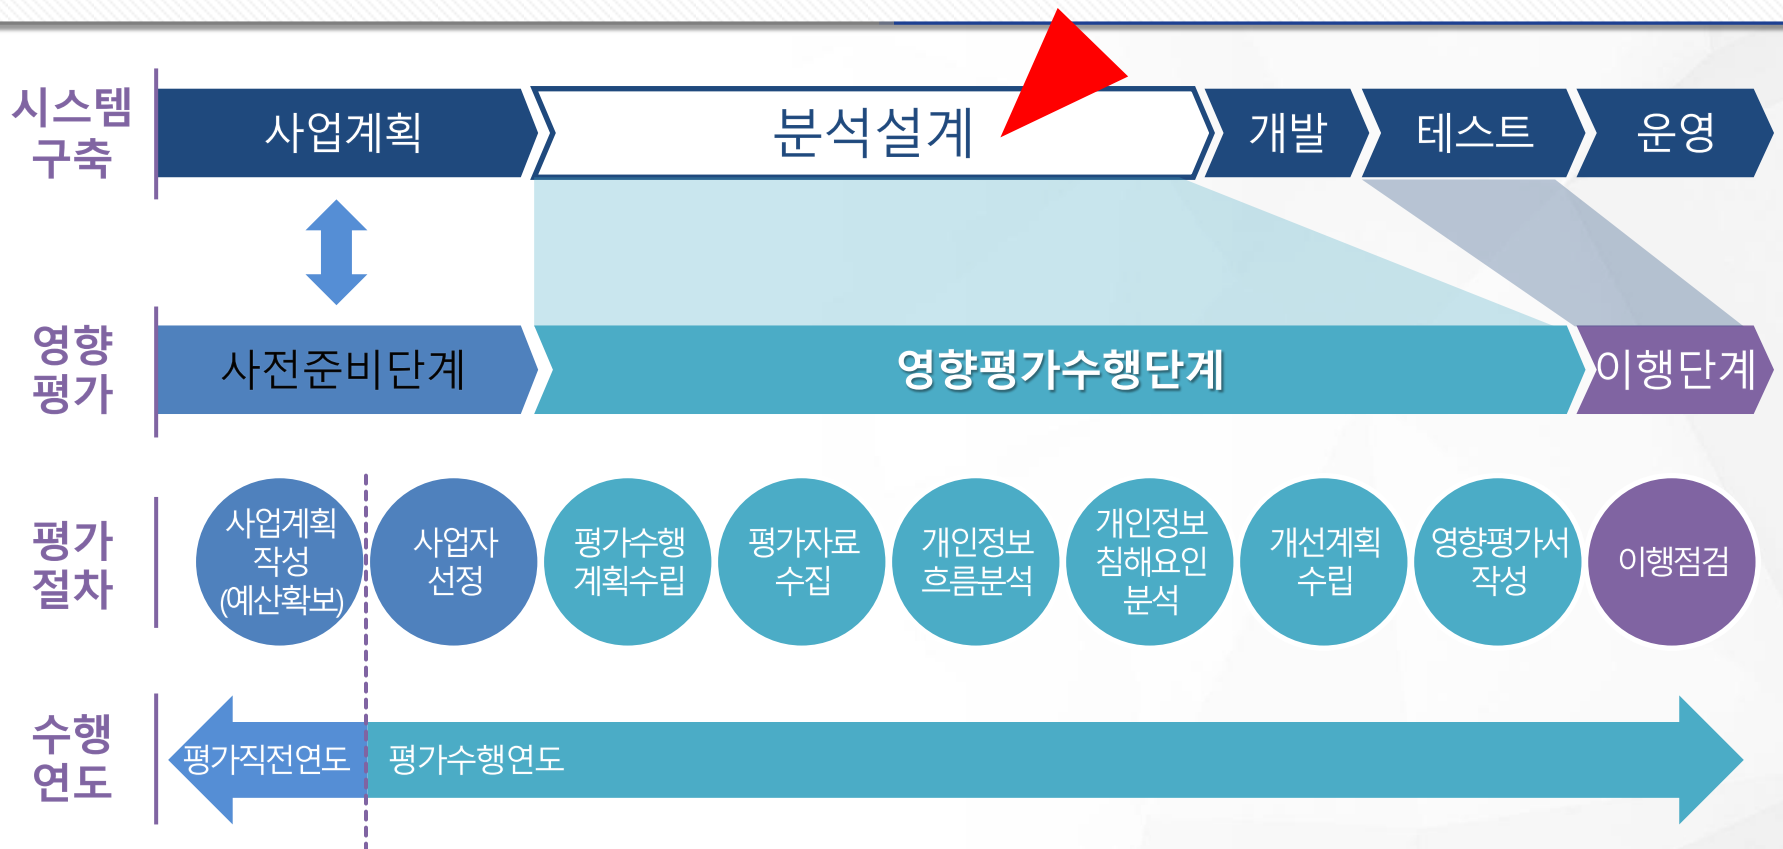 시스템
구축
사업계획
분석설계
개발
테스트
운영
영향
평가
사전준비단계
영향평가수행단계
이행단계
평가
절차
사업계획
작성
(예산확보)
사업자
선정
평가수행
계획수립
평가자료
수집
개인정보
흐름분석
개인정보
침해요인
분석
개선계획
수립
영향평가서
작성
이행점검
수행
연도
평가직전연도
평가수행연도